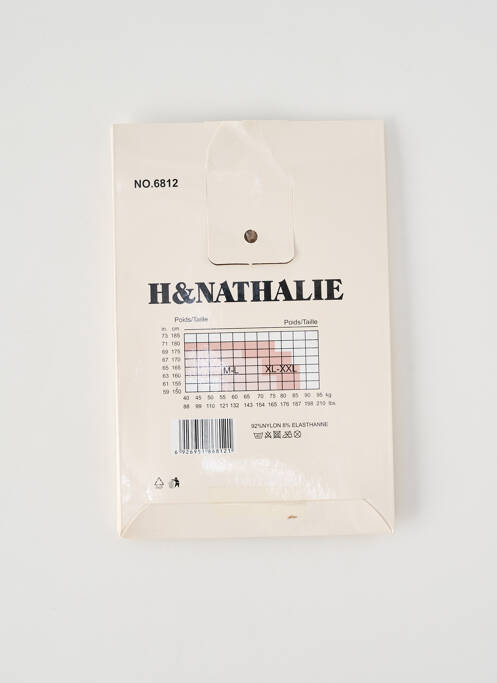 NO.6812
H&NATHALIE
Poids/Taille Poids/Taille
in. cm
73 185
71 180
69 175
67 170
65 165
63 160
61 155
59 150
M-L XL-XXL
40 45 50 55 60 65 70 75 80 85 90 95 kg
88 99 110 121 132 143 154 165 176 187 198 210 lbs
92%NYLON 8% ELASTHANNE
6 926951 868121